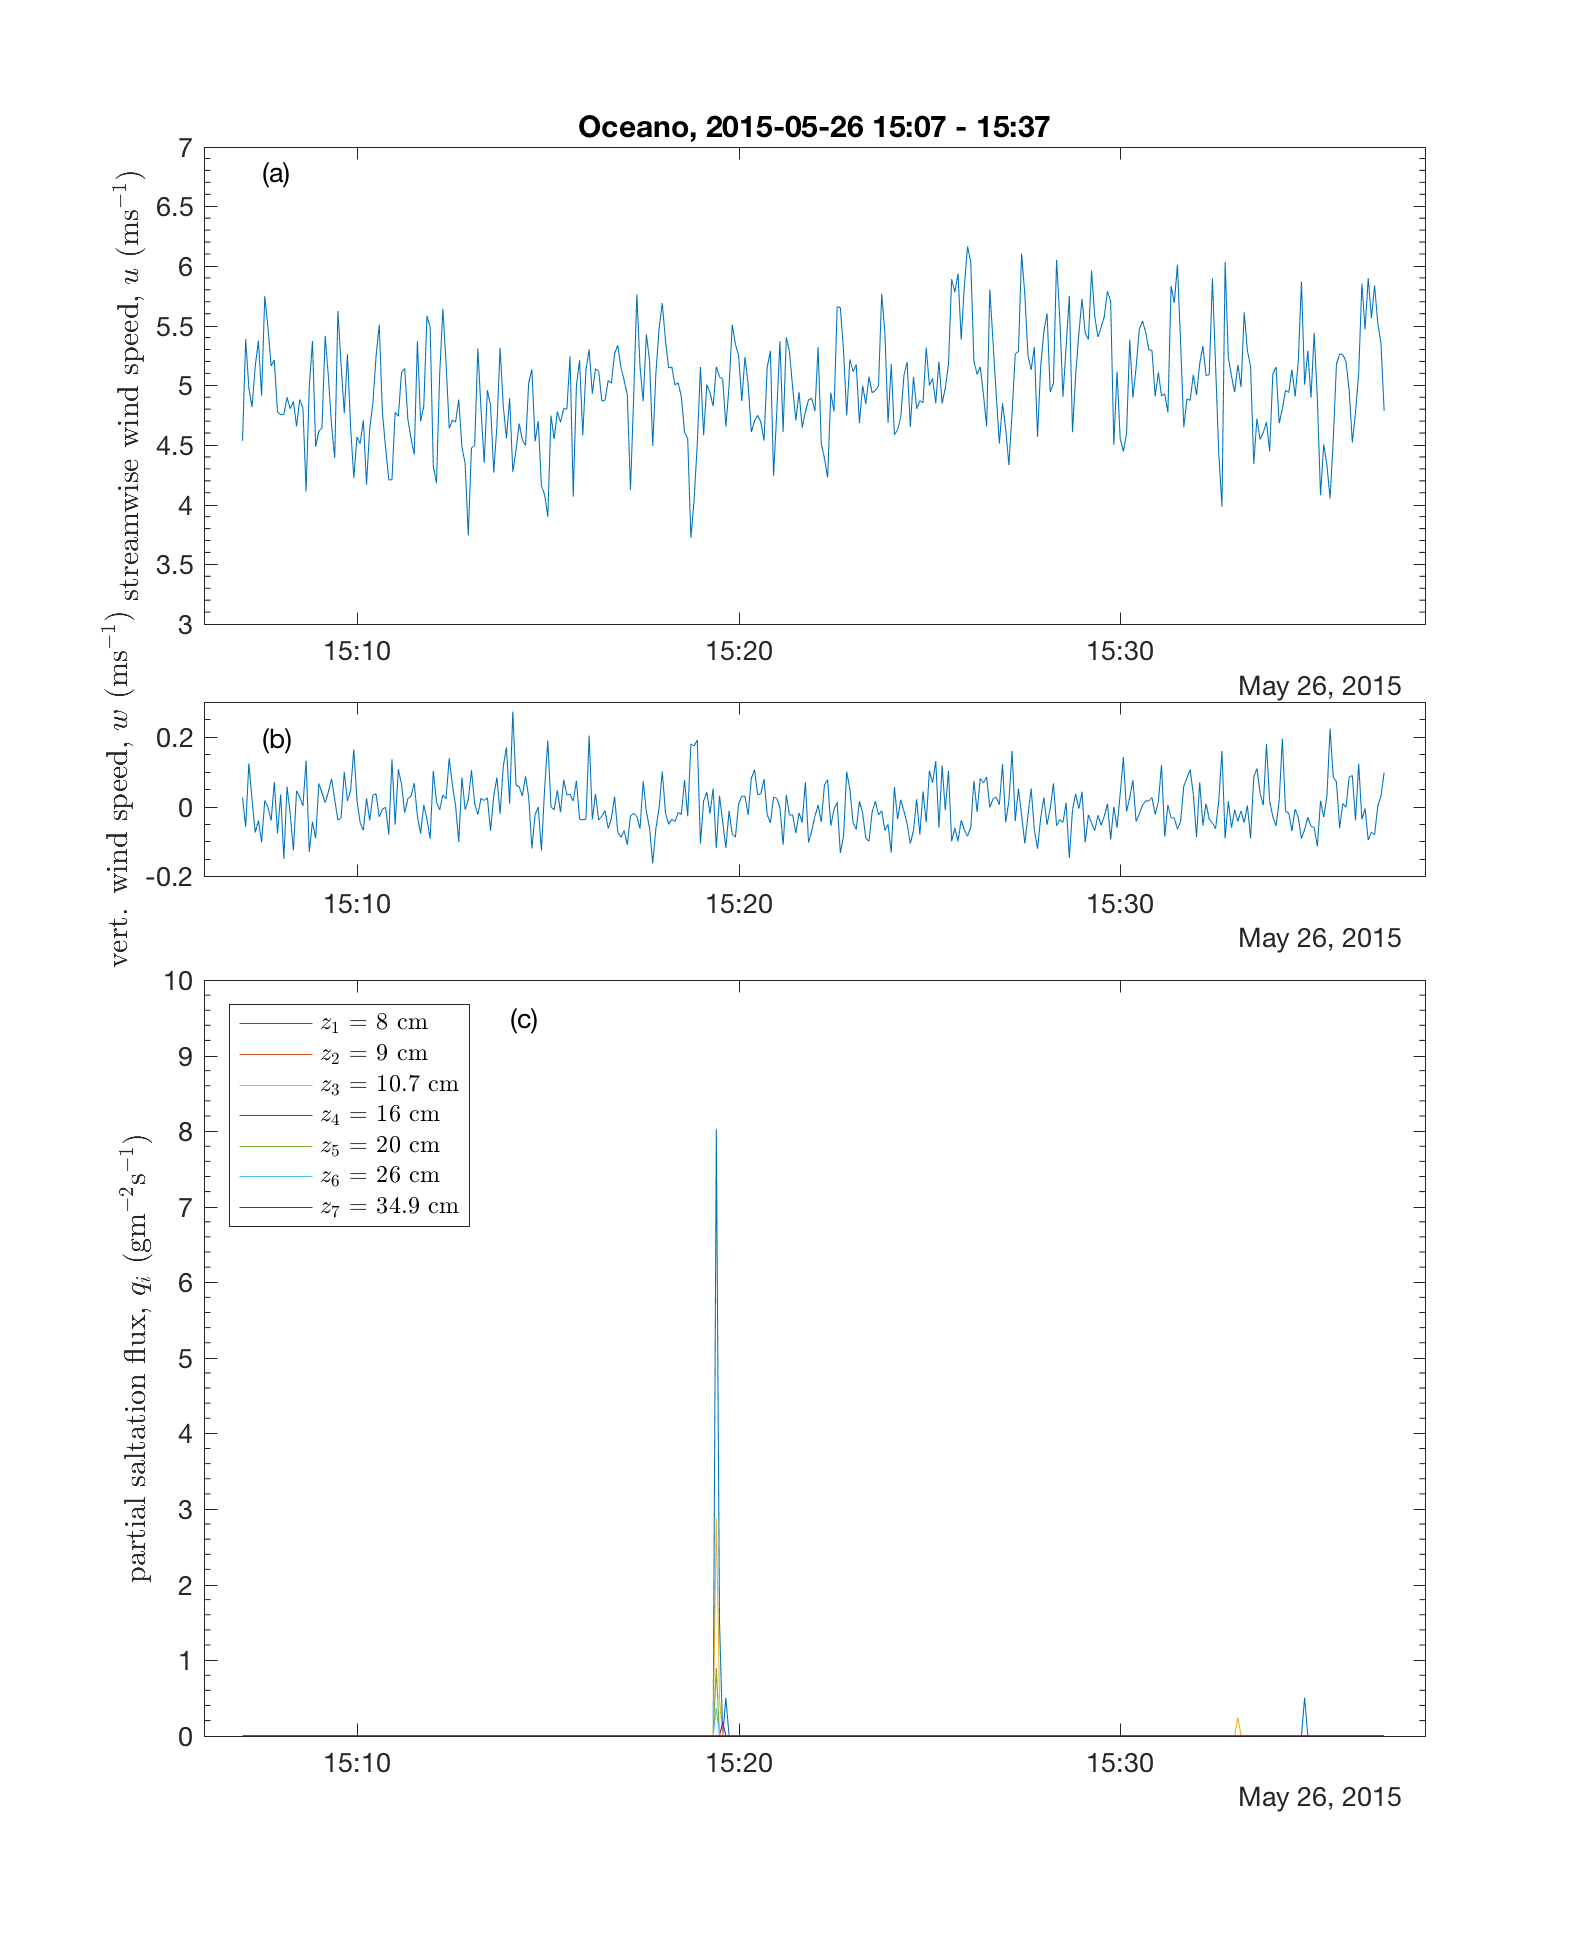 Oceano, 2015-05-26 15:07 - 15:37
(a)
streamwise wind speed, u (ms⁻¹)
7
6.5
6
5.5
5
4.5
4
3.5
3
15:10 15:20 15:30
May 26, 2015
(b)
vert. wind speed, w (ms⁻¹)
0.2
0
-0.2
15:10 15:20 15:30
May 26, 2015
(c)
partial saltation flux, qᵢ (gm⁻²s⁻¹)
10
9
8
7
6
5
4
3
2
1
0
z₁ = 8 cm
z₂ = 9 cm
z₃ = 10.7 cm
z₄ = 16 cm
z₅ = 20 cm
z₆ = 26 cm
z₇ = 34.9 cm
15:10 15:20 15:30
May 26, 2015